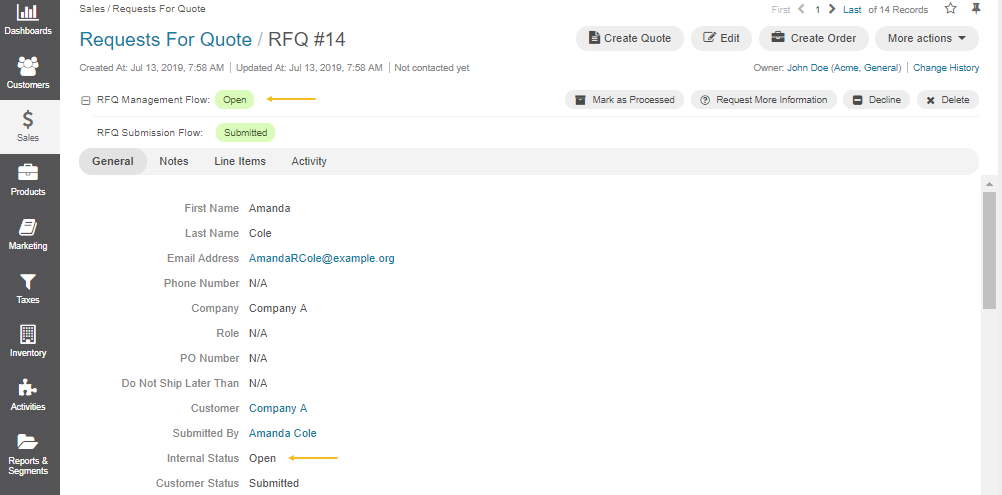 Dashboards
Customers
Sales
Products
Marketing
Taxes
Inventory
Activities
Reports &
Segments
Sales / Requests For Quote
First 1 Last of 14 Records
Requests For Quote / RFQ #14
Create Quote Edit Create Order More actions
Created At: Jul 13, 2019, 7:58 AM | Updated At: Jul 13, 2019, 7:58 AM | Not contacted yet
Owner: John Doe (Acme, General) | Change History
RFQ Management Flow: Open
Mark as Processed Request More Information Decline Delete
RFQ Submission Flow: Submitted
General Notes Line Items Activity
First Name Amanda
Last Name Cole
Email Address AmandaRCole@example.org
Phone Number N/A
Company Company A
Role N/A
PO Number N/A
Do Not Ship Later Than N/A
Customer Company A
Submitted By Amanda Cole
Internal Status Open
Customer Status Submitted